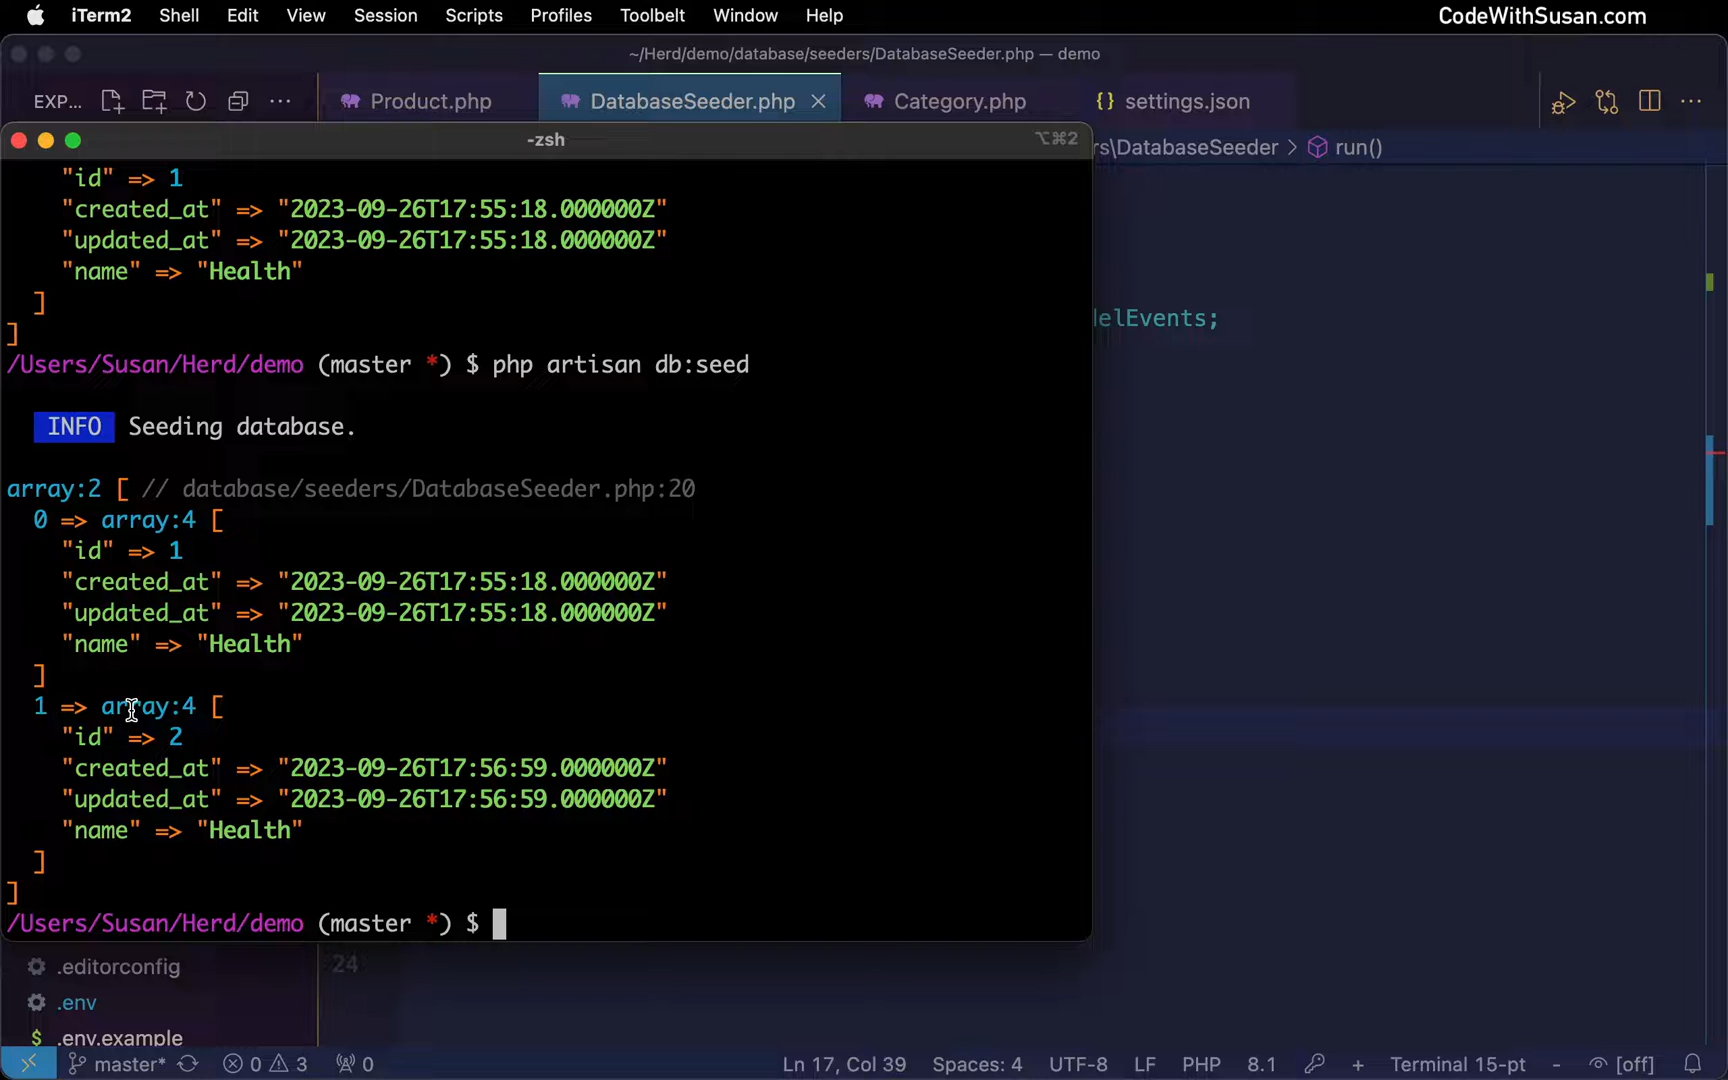 iTerm2 Shell Edit View Session Scripts Profiles Toolbelt Window Help CodeWithSusan.com
~/Herd/demo/database/seeders/DatabaseSeeder.php — demo
EXP... Product.php DatabaseSeeder.php Category.php {} settings.json
-zsh ⌥⌘2 rs\DatabaseSeeder > run()
"id" => 1
"created_at" => "2023-09-26T17:55:18.000000Z"
"updated_at" => "2023-09-26T17:55:18.000000Z"
"name" => "Health"
]
delEvents;
]
/Users/Susan/Herd/demo (master *) $ php artisan db:seed
INFO Seeding database.
array:2 [ // database/seeders/DatabaseSeeder.php:20
0 => array:4 [
"id" => 1
"created_at" => "2023-09-26T17:55:18.000000Z"
"updated_at" => "2023-09-26T17:55:18.000000Z"
"name" => "Health"
]
1 => array:4 [
"id" => 2
"created_at" => "2023-09-26T17:56:59.000000Z"
"updated_at" => "2023-09-26T17:56:59.000000Z"
"name" => "Health"
]
]
/Users/Susan/Herd/demo (master *) $
.editorconfig 24
.env
$ .env.example
master* 0 3 0 Ln 17, Col 39 Spaces: 4 UTF-8 LF PHP 8.1 + Terminal 15-pt - [off]